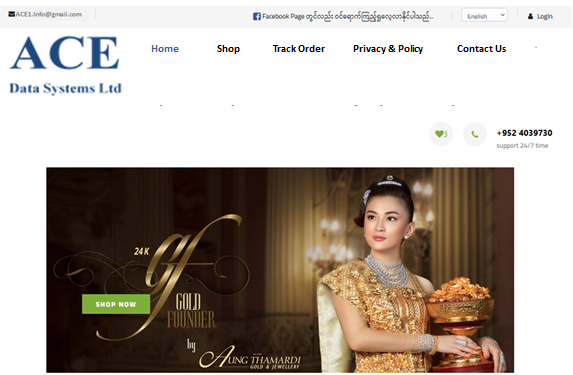 ACE1.Info@gmail.com
Facebook Page တွင်လည်း ဝင်ရောက်ကြည့်ရှုလေ့လာနိုင်ပါသည်...
English
Login
ACE
Data Systems Ltd
Home
Shop
Track Order
Privacy & Policy
Contact Us
3
+952 4039730
support 24/7 time
24K
gf
GOLD
FOUNDER
SHOP NOW
by
AUNG THAMARDI
GOLD & JEWELLERY